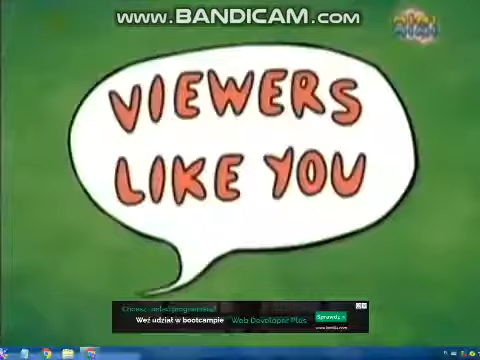 WWW.BANDICAM.COM
VIEWERS
LIKE YOU
Weź udział w bootcampie
Web Developer Plus
Sprawdź